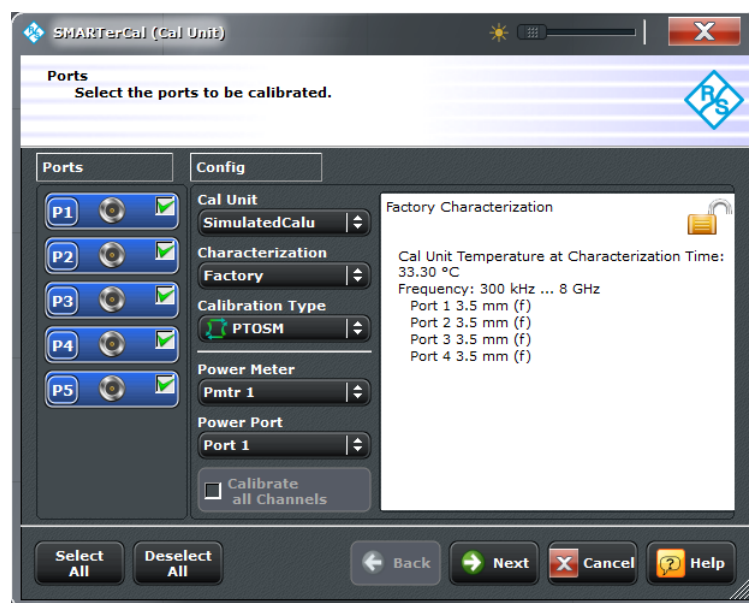 SMARTerCal (Cal Unit)
X
Ports
Select the ports to be calibrated.
R&S
Ports
P1
P2
P3
P4
P5
Config
Cal Unit
SimulatedCalu
Characterization
Factory
Calibration Type
PTOSM
Power Meter
Pmtr 1
Power Port
Port 1
Calibrate
all Channels
Factory Characterization
Cal Unit Temperature at Characterization Time:
33.30 °C
Frequency: 300 kHz ... 8 GHz
Port 1 3.5 mm (f)
Port 2 3.5 mm (f)
Port 3 3.5 mm (f)
Port 4 3.5 mm (f)
Select
All
Deselect
All
Back
Next
X Cancel
? Help